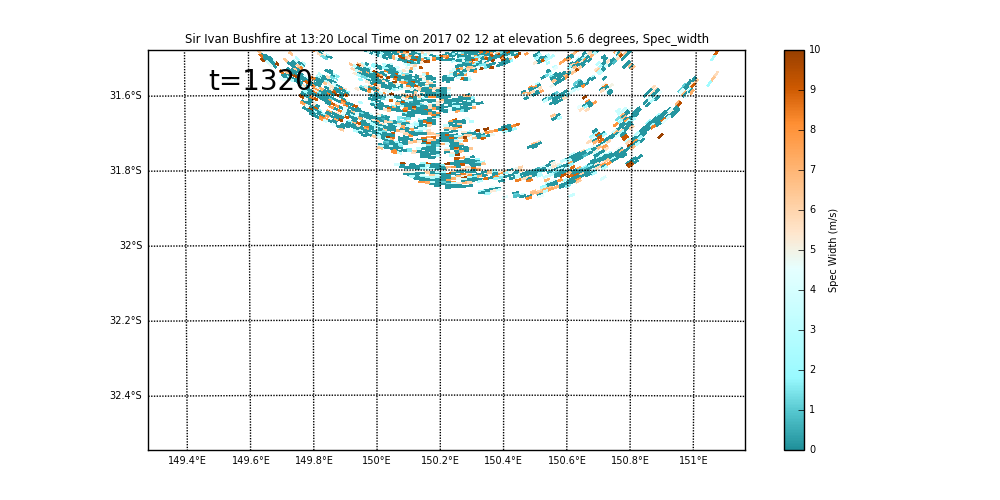 Sir Ivan Bushfire at 13:20 Local Time on 2017 02 12 at elevation 5.6 degrees, Spec_width
t=1320
31.6°S
31.8°S
32°S
32.2°S
32.4°S
149.4°E 149.6°E 149.8°E 150°E 150.2°E 150.4°E 150.6°E 150.8°E 151°E
10
9
8
7
6
5
4
3
2
1
0
Spec Width (m/s)